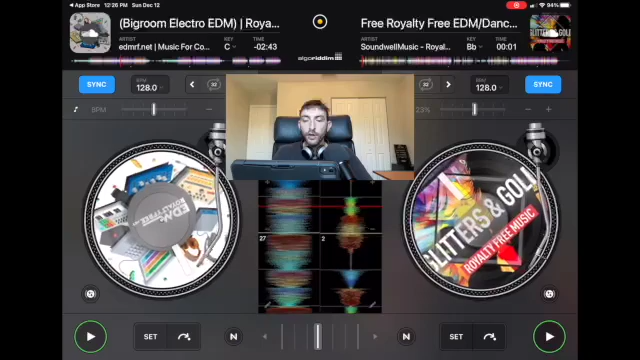 App Store 12:26 PM Sun Dec 12
94%
(Bigroom Electro EDM) | Roya...
ARTIST KEY TIME
edmrf.net | Music For Co... C -02:43
algoriddim
Free Royalty Free EDM/Danc...
ARTIST KEY TIME
SoundwellMusic - Royal... Bb 00:01
SYNC
BPM
128.0
32
32
BPM
128.0
SYNC
BPM
23%
EDM
ROYALTY FREE.NET
GLITTERS & GOLD
ROYALTY FREE MUSIC
27
2
SET
N
N
SET